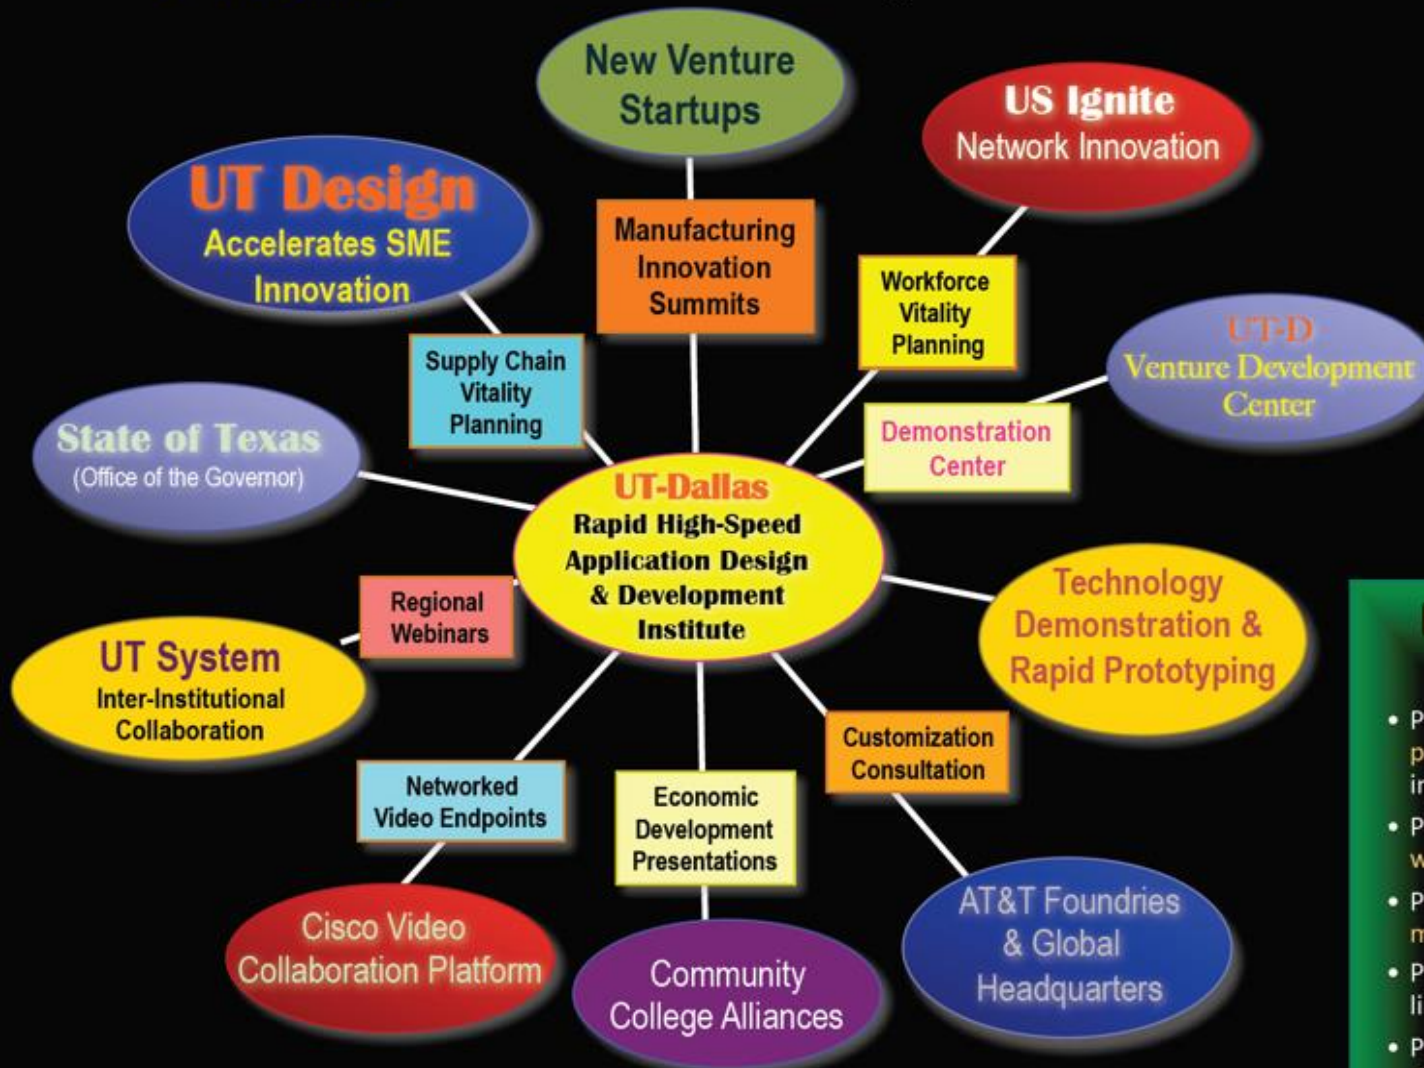 New Venture
Startups
US Ignite
Network Innovation
UT Design
Accelerates SME
Innovation
Manufacturing
Innovation
Summits
Workforce
Vitality
Planning
UT-D
Venture Development
Center
Supply Chain
Vitality
Planning
State of Texas
(Office of the Governor)
Demonstration
Center
UT-Dallas
Rapid High-Speed
Application Design
& Development
Institute
Technology
Demonstration &
Rapid Prototyping
Regional
Webinars
UT System
Inter-Institutional
Collaboration
Customization
Consultation
Networked
Video Endpoints
Economic
Development
Presentations
Cisco Video
Collaboration Platform
Community
College Alliances
AT&T Foundries
& Global
Headquarters